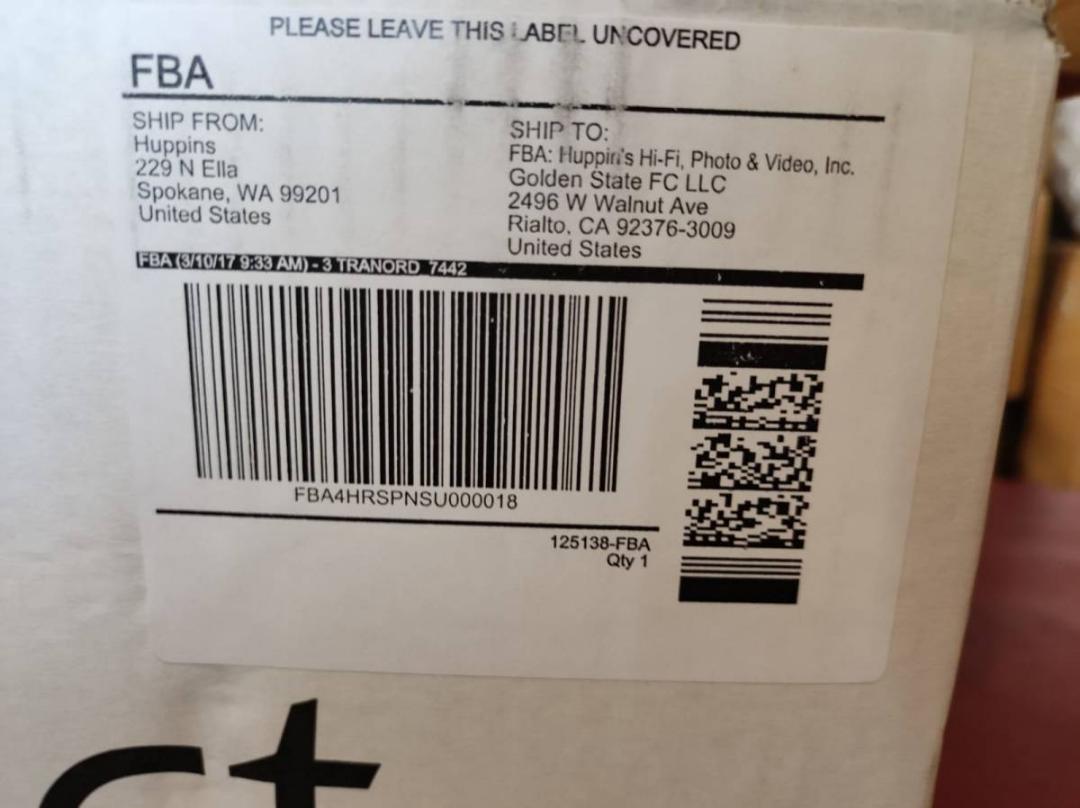 PLEASE LEAVE THIS LABEL UNCOVERED
FBA
SHIP FROM:
Huppins
229 N Ella
Spokane, WA 99201
United States
SHIP TO:
FBA: Huppin's Hi-Fi, Photo & Video, Inc.
Golden State FC LLC
2496 W Walnut Ave
Rialto, CA 92376-3009
United States
FBA (3/10/17 9:33 AM) - 3 TRANORD 7442
FBA4HRSPNSU000018
125138-FBA
Qty 1
ct